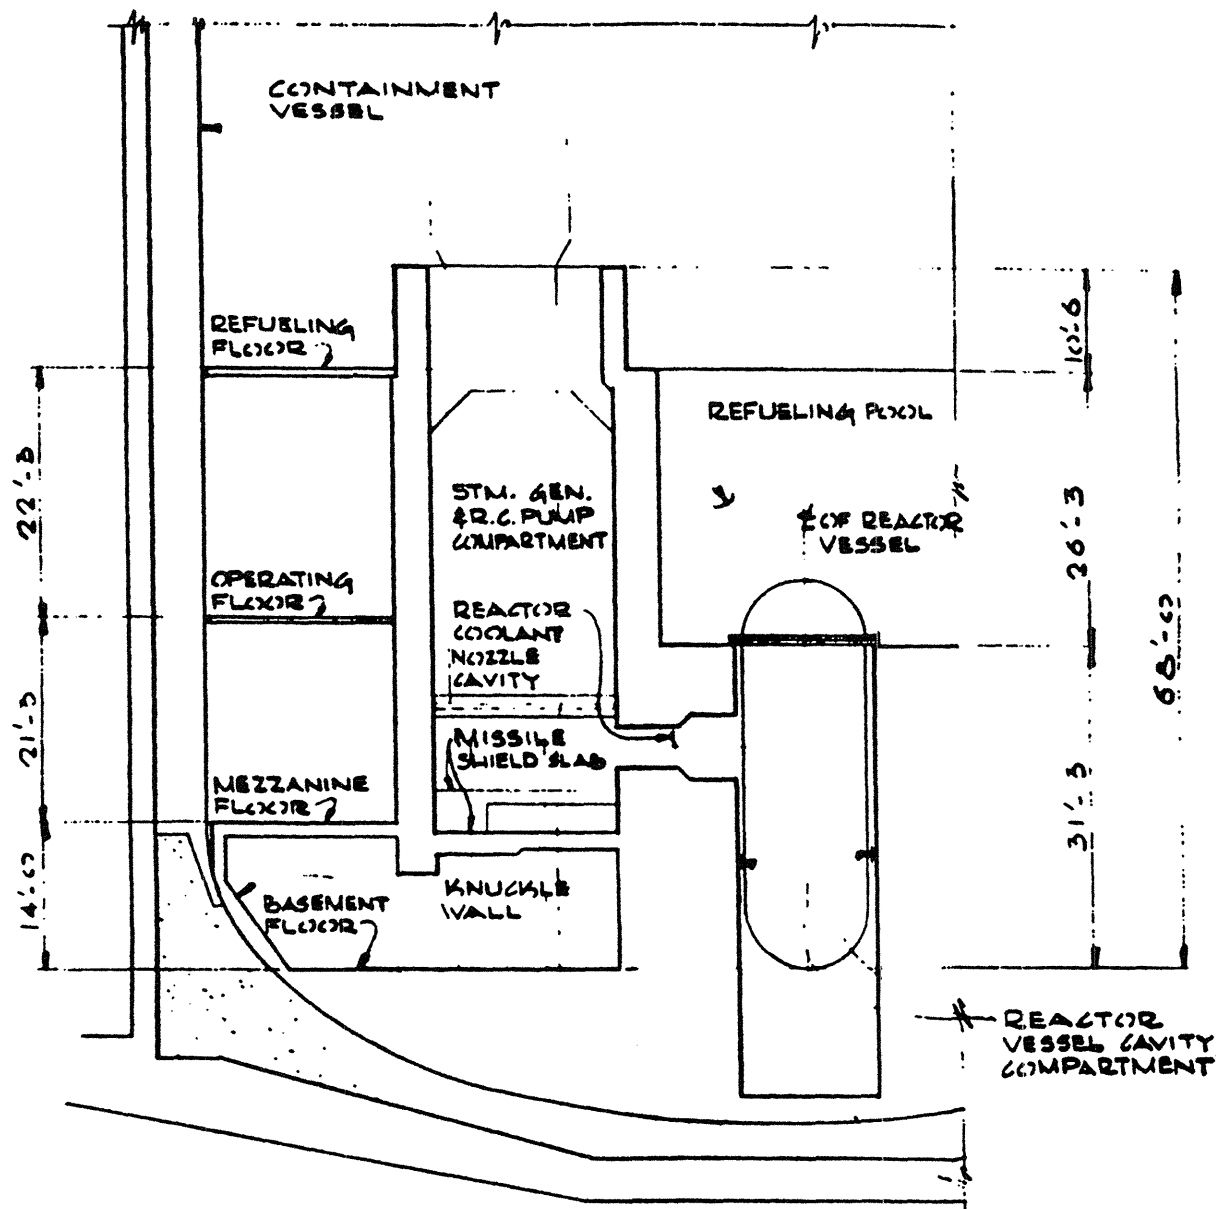 CONTAINMENT
VESSEL
REFUELING
FLOOR
10'-6
REFUELING POOL
22'-3
STM. GEN.
&R.C. PUMP
COMPARTMENT
℄ OF REACTOR
VESSEL
26'-3
OPERATING
FLOOR
REACTOR
COOLANT
NOZZLE
CAVITY
68'-0
21'-3
MISSILE
SHIELD SLAB
MEZZANINE
FLOOR
31'-3
14'-0
KNUCKLE
WALL
BASEMENT
FLOOR
REACTOR
VESSEL CAVITY
COMPARTMENT